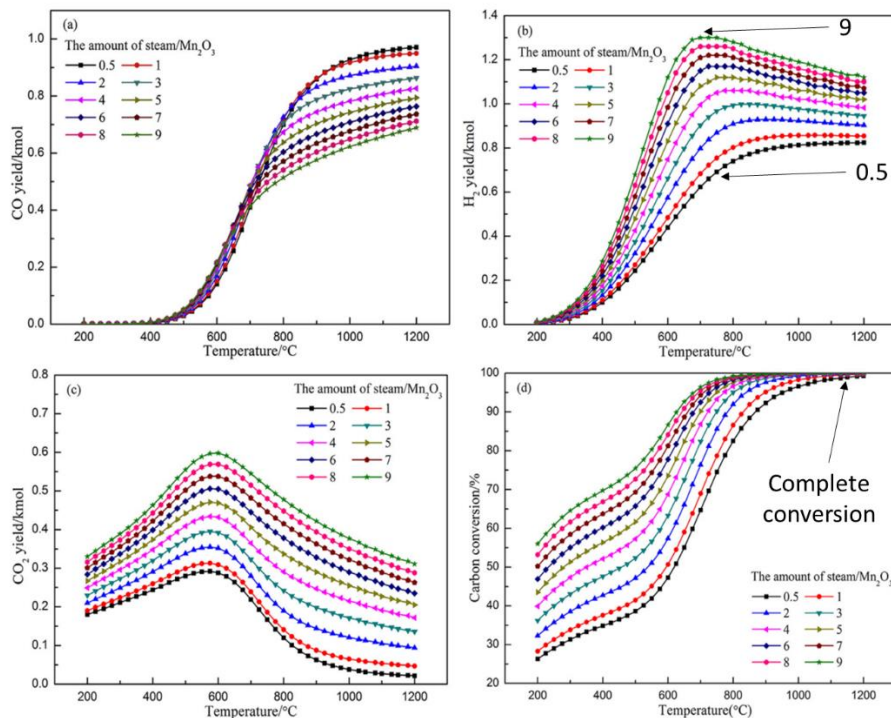 (a)
The amount of steam/Mn2O3
0.5 1
2 3
4 5
6 7
8 9
CO yield/kmol
1.0
0.8
0.6
0.4
0.2
0.0
200 400 600 800 1000 1200
Temperature/°C
(b)
9
The amount of steam/Mn2O3
0.5 1
2 3
4 5
6 7
8 9
0.5
H2 yield/kmol
1.4
1.2
1.0
0.8
0.6
0.4
0.2
0.0
200 400 600 800 1000 1200
Temperature/°C
(c)
The amount of steam/Mn2O3
0.5 1
2 3
4 5
6 7
8 9
CO2 yield/kmol
0.8
0.7
0.6
0.5
0.4
0.3
0.2
0.1
0.0
200 400 600 800 1000 1200
Temperature/°C
(d)
Complete
conversion
The amount of steam/Mn2O3
0.5 1
2 3
4 5
6 7
8 9
Carbon conversion/%
100
90
80
70
60
50
40
30
20
10
0
200 400 600 800 1000 1200
Temperature(°C)